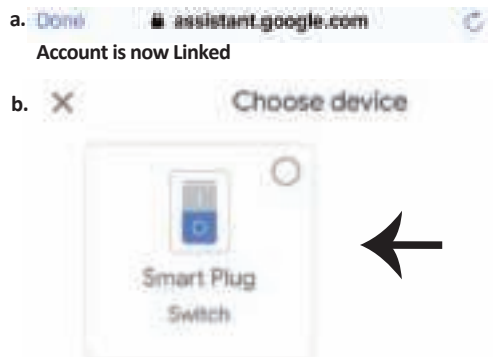 a. Done assistant.google.com
Account is now Linked
b. Choose device
Smart Plug
Switch